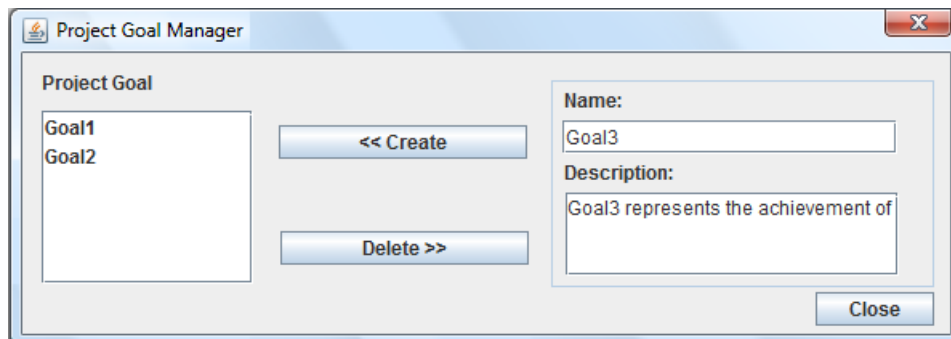 Project Goal Manager
Project Goal
Goal1
Goal2
<< Create
Delete >>
Name:
Goal3
Description:
Goal3 represents the achievement of
Close